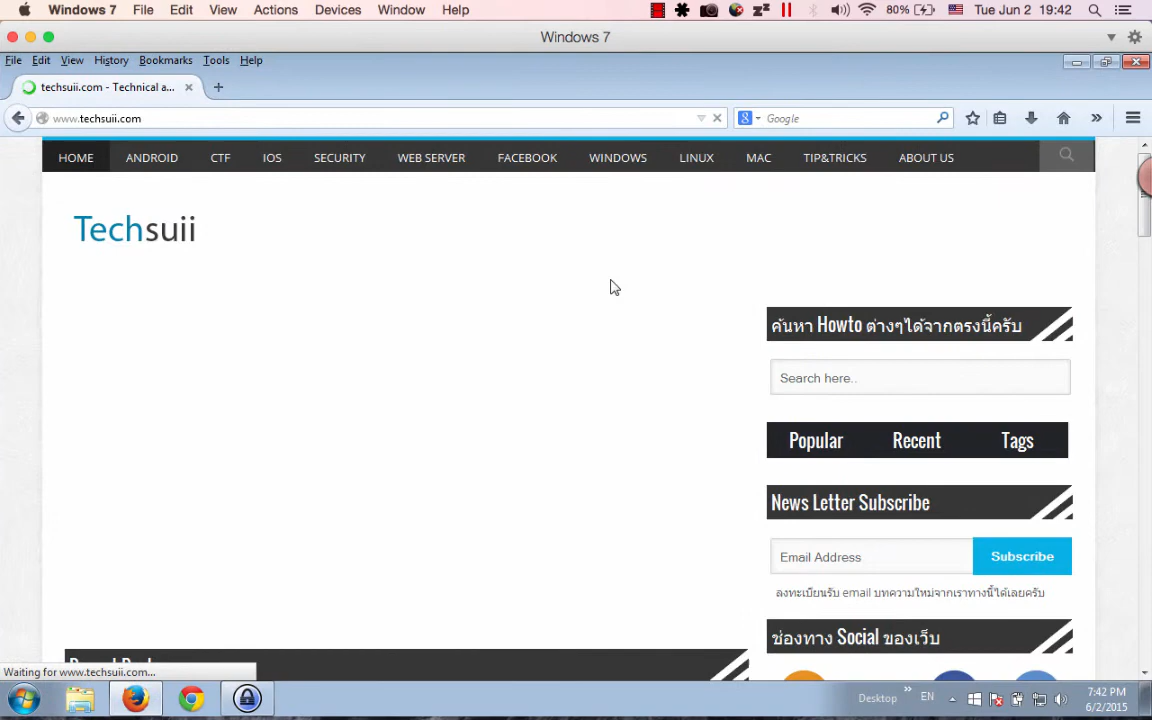 Windows 7 File Edit View Actions Devices Window Help 80% Tue Jun 2 19:42
Windows 7
File Edit View History Bookmarks Tools Help
techsuii.com - Technical a...
www.techsuii.com Google
HOME ANDROID CTF IOS SECURITY WEB SERVER FACEBOOK WINDOWS LINUX MAC TIP&TRICKS ABOUT US
Techsuii
ค้นหา Howto ต่างๆได้จากตรงนี้ครับ
Search here..
Popular Recent Tags
News Letter Subscribe
Email Address Subscribe
ลงทะเบียนรับ email บทความใหม่จากเราทางนี้ได้เลยครับ
ช่องทาง Social ของเว็บ
Waiting for www.techsuii.com...
Desktop EN 7:42 PM
6/2/2015